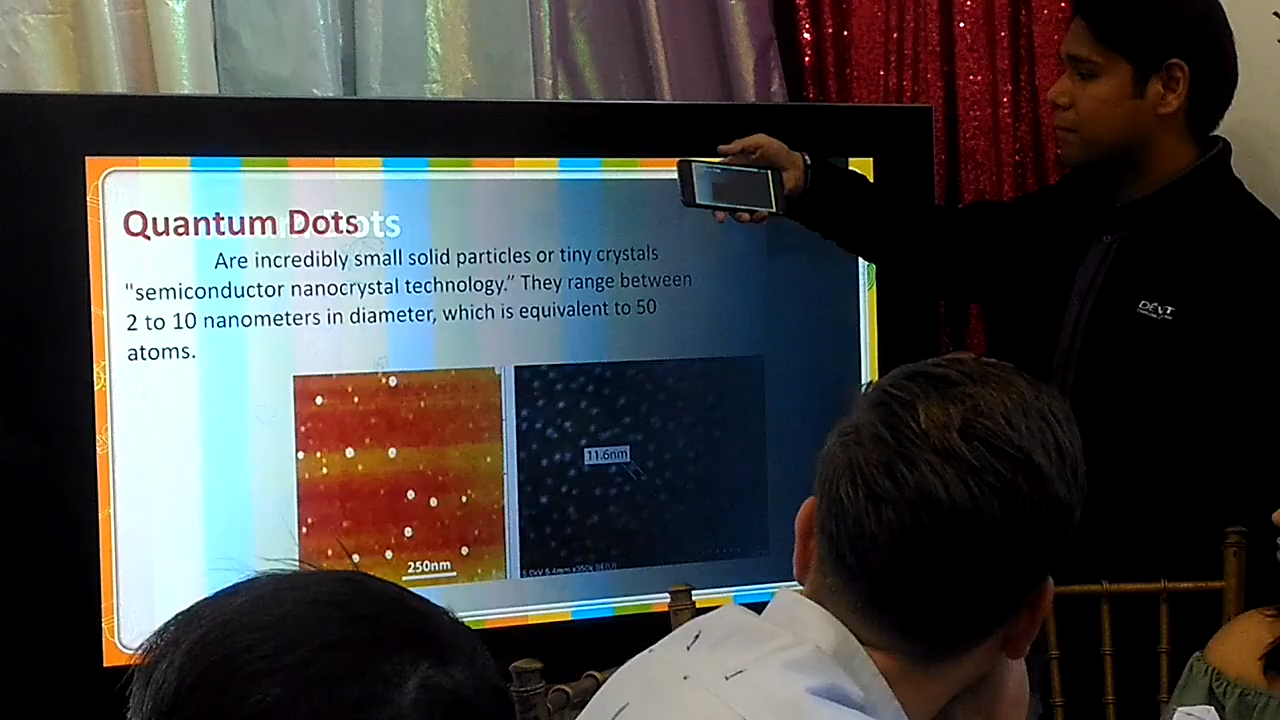 Quantum Dots
Are incredibly small solid particles or tiny crystals
"semiconductor nanocrystal technology.” They range between
2 to 10 nanometers in diameter, which is equivalent to 50
atoms.
11.6nm
250nm